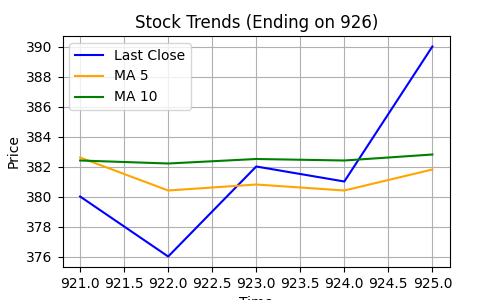 Stock Trends (Ending on 926)
Last Close
MA 5
MA 10
Price
390
388
386
384
382
380
378
376
921.0 921.5 922.0 922.5 923.0 923.5 924.0 924.5 925.0
Time